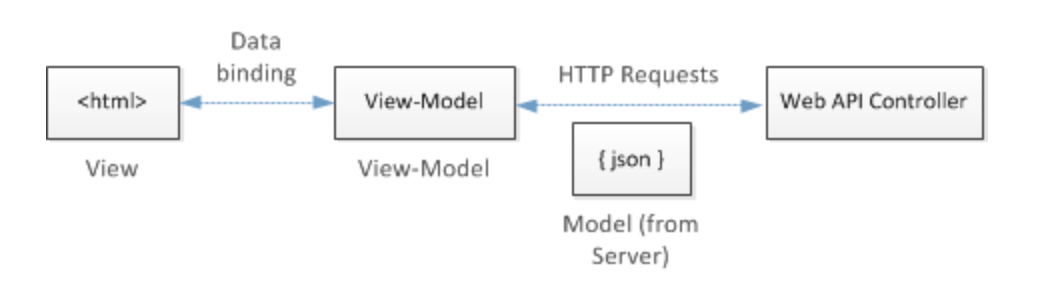 Data
binding
HTTP Requests
<html>
View-Model
Web API Controller
View
View-Model
{ json }
Model (from
Server)